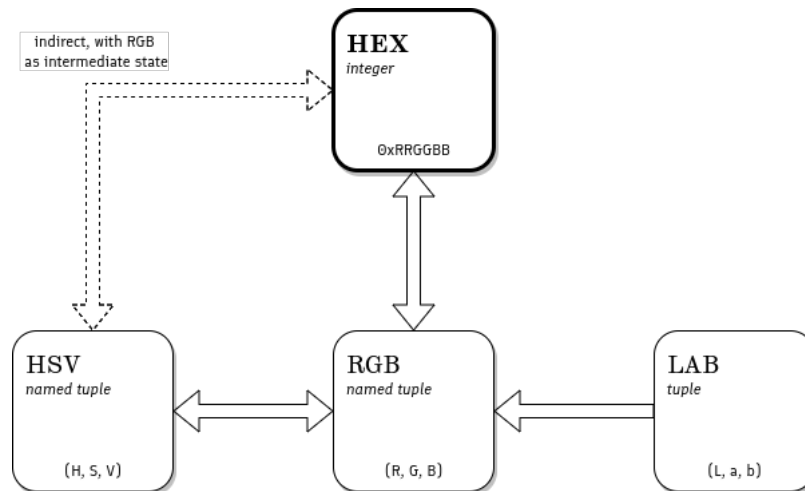 indirect, with RGB
as intermediate state
HEX
integer
0xRRGGBB
HSV
named tuple
(H, S, V)
RGB
named tuple
(R, G, B)
LAB
tuple
(L, a, b)